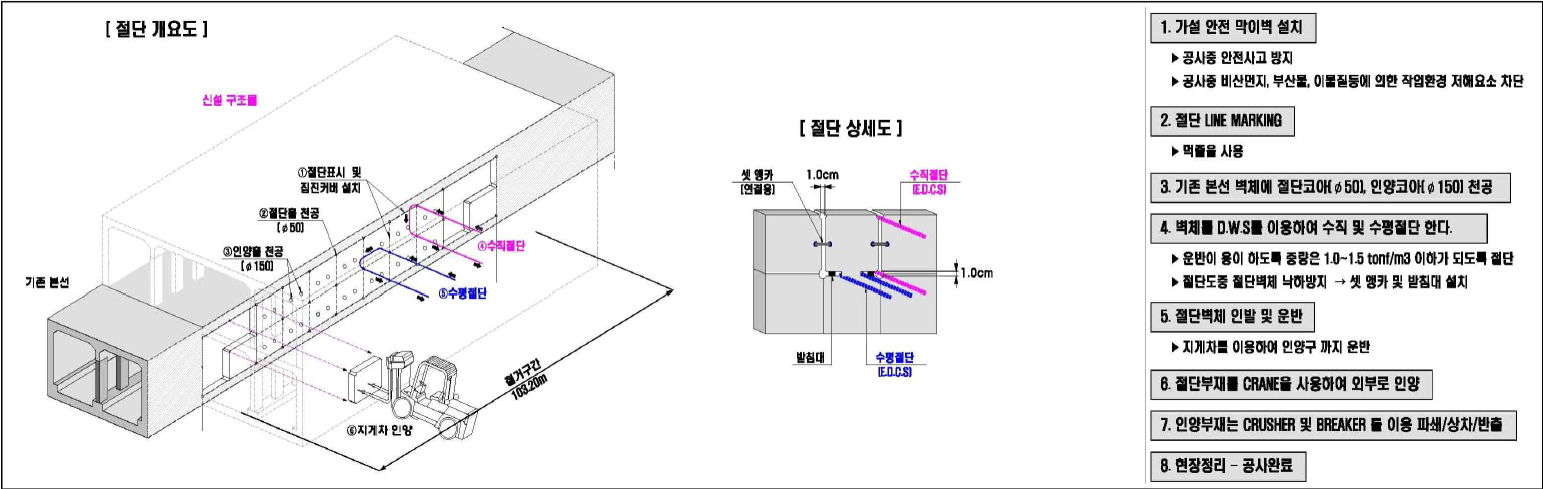 [ 절단 개요도 ]
신설 구조물
①절단표시 및
집진커버 설치
②절단홀 천공
(φ50)
③인양홀 천공
(φ150)
④수직절단
⑤수평절단
기존 본선
⑥지게차 인양
철거구간
103.20m
[ 절단 상세도 ]
셋 앵카
(연결용)
1.0cm
수직절단
(E.D.C.S)
1.0cm
받침대
수평절단
(E.D.C.S)
1. 가설 안전 막이벽 설치
▶ 공사중 안전사고 방지
▶ 공사중 비산먼지, 부산물, 이물질등에 의한 작업환경 저해요소 차단
2. 절단 LINE MARKING
▶ 먹줄을 사용
3. 기존 본선 벽체에 절단코아(φ50), 인양코아(φ150) 천공
4. 벽체를 D.W.S를 이용하여 수직 및 수평절단 한다.
▶ 운반이 용이 하도록 중량은 1.0~1.5 tonf/m3 이하가 되도록 절단
▶ 절단도중 절단벽체 낙하방지 → 셋 앵카 및 받침대 설치
5. 절단벽체 인발 및 운반
▶ 지게차를 이용하여 인양구 까지 운반
6. 절단부재를 CRANE을 사용하여 외부로 인양
7. 인양부재는 CRUSHER 및 BREAKER 를 이용 파쇄/상차/반출
8. 현장정리 - 공사완료